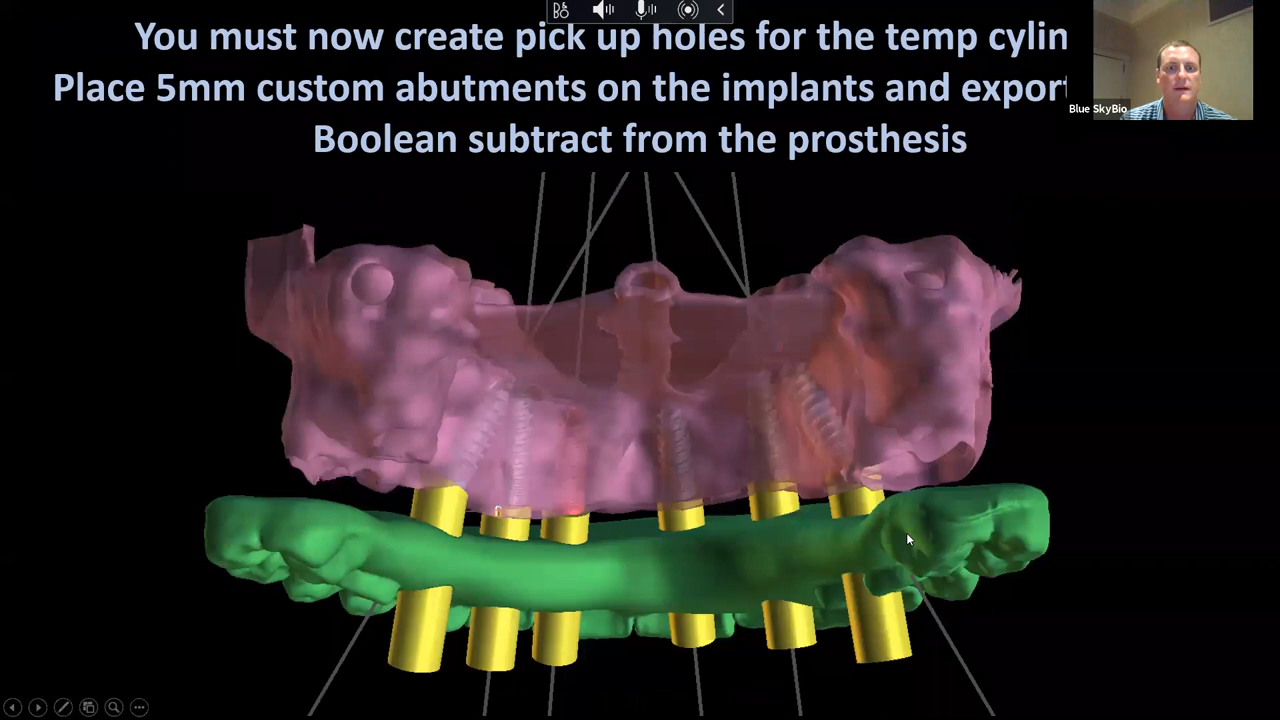 You must now create pick up holes for the temp cylin
Place 5mm custom abutments on the implants and export
Boolean subtract from the prosthesis
Blue SkyBio